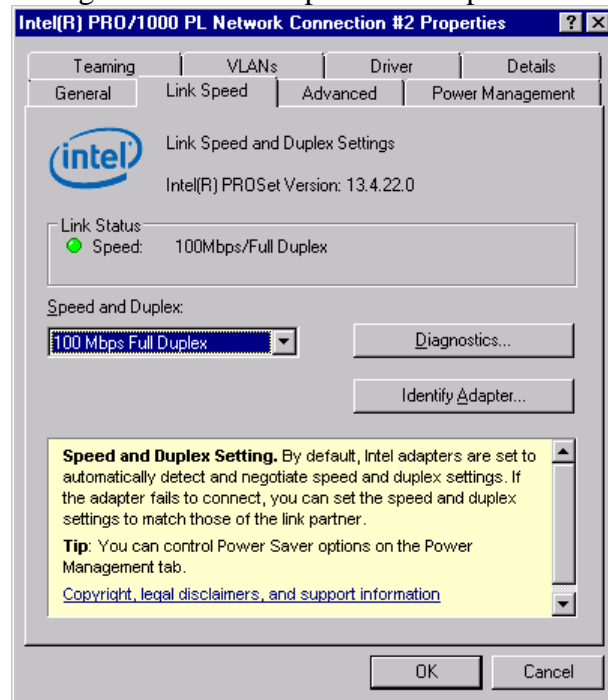 Intel(R) PRO/1000 PL Network Connection #2 Properties
Teaming VLANs Driver Details
General Link Speed Advanced Power Management
intel
Link Speed and Duplex Settings
Intel(R) PROSet Version: 13.4.22.0
Link Status
Speed: 100Mbps/Full Duplex
Speed and Duplex:
100 Mbps Full Duplex
Diagnostics...
Identify Adapter...
Speed and Duplex Setting. By default, Intel adapters are set to
automatically detect and negotiate speed and duplex settings. If
the adapter fails to connect, you can set the speed and duplex
settings to match those of the link partner.
Tip: You can control Power Saver options on the Power
Management tab.
Copyright, legal disclaimers, and support information
OK Cancel